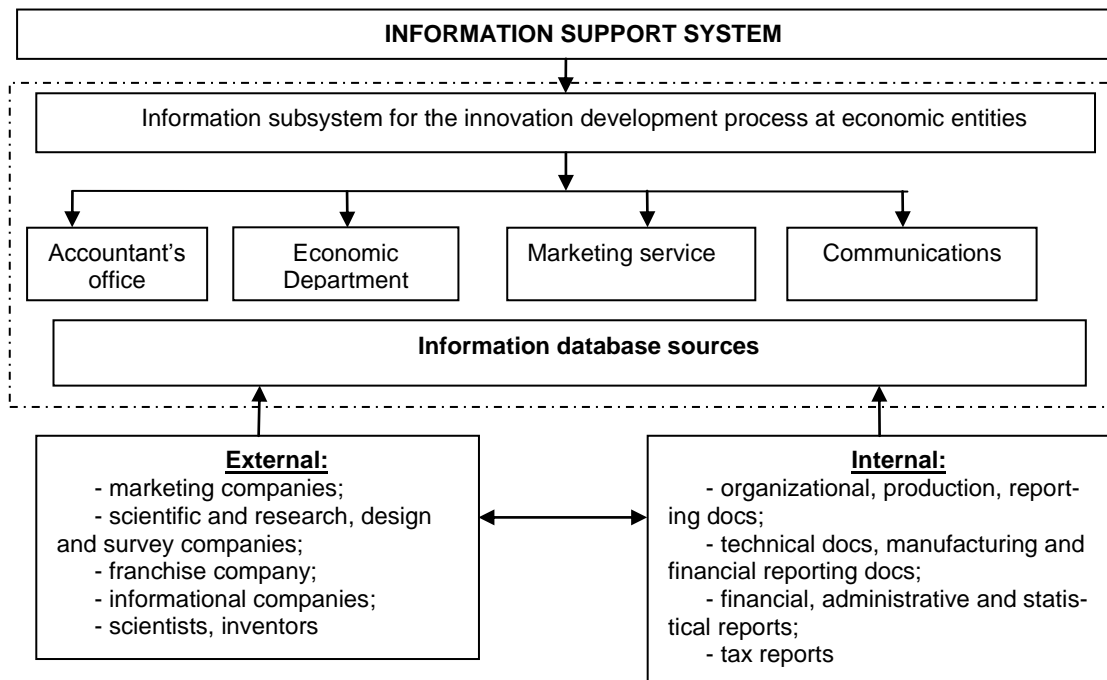 INFORMATION SUPPORT SYSTEM
Information subsystem for the innovation development process at economic entities
Accountant's
office
Economic
Department
Marketing service
Communications
Information database sources
External:
- marketing companies;
- scientific and research, design
and survey companies;
- franchise company;
- informational companies;
- scientists, inventors
Internal:
- organizational, production, report-
ing docs;
- technical docs, manufacturing and
financial reporting docs;
- financial, administrative and statis-
tical reports;
- tax reports